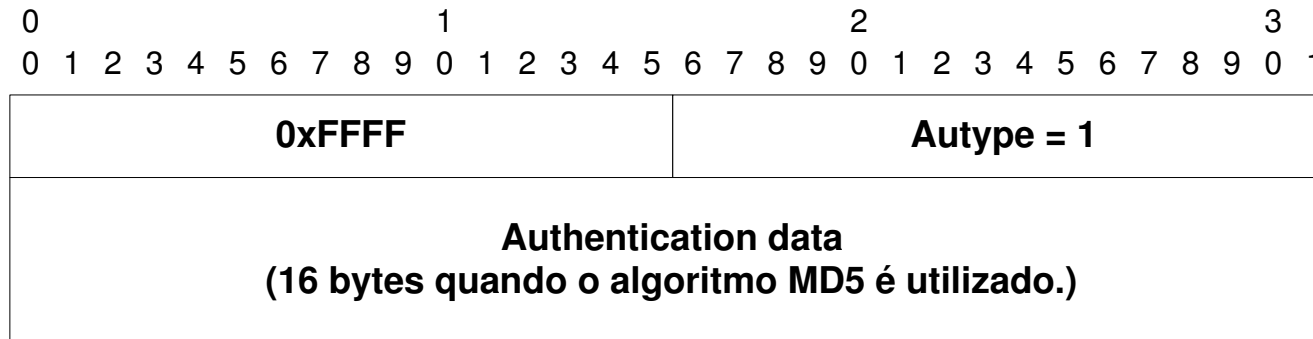 0 1 2 3
0 1 2 3 4 5 6 7 8 9 0 1 2 3 4 5 6 7 8 9 0 1 2 3 4 5 6 7 8 9 0 1
0xFFFF Autype = 1
Authentication data
(16 bytes quando o algoritmo MD5 é utilizado.)